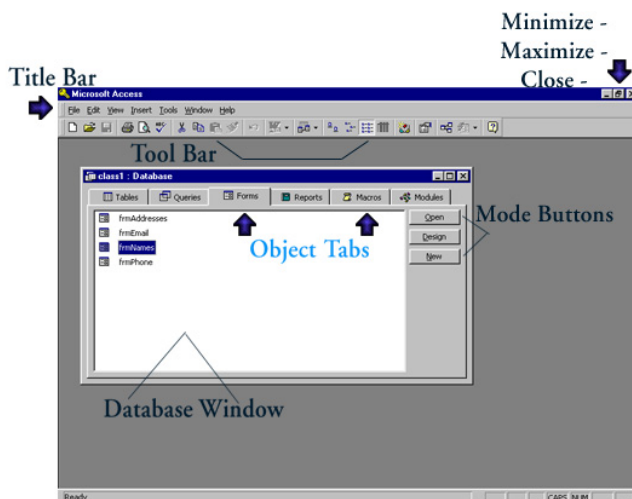 Minimize -
Maximize -
Close -
Title Bar
Microsoft Access
File Edit View Insert Tools Window Help
ABC
Tool Bar
class1 : Database
Tables Queries Forms Reports Macros Modules
frmAddresses
frmEmail
frmNames
frmPhone
Open
Design
New
Mode Buttons
Object Tabs
Database Window
Ready
CAPS NUM